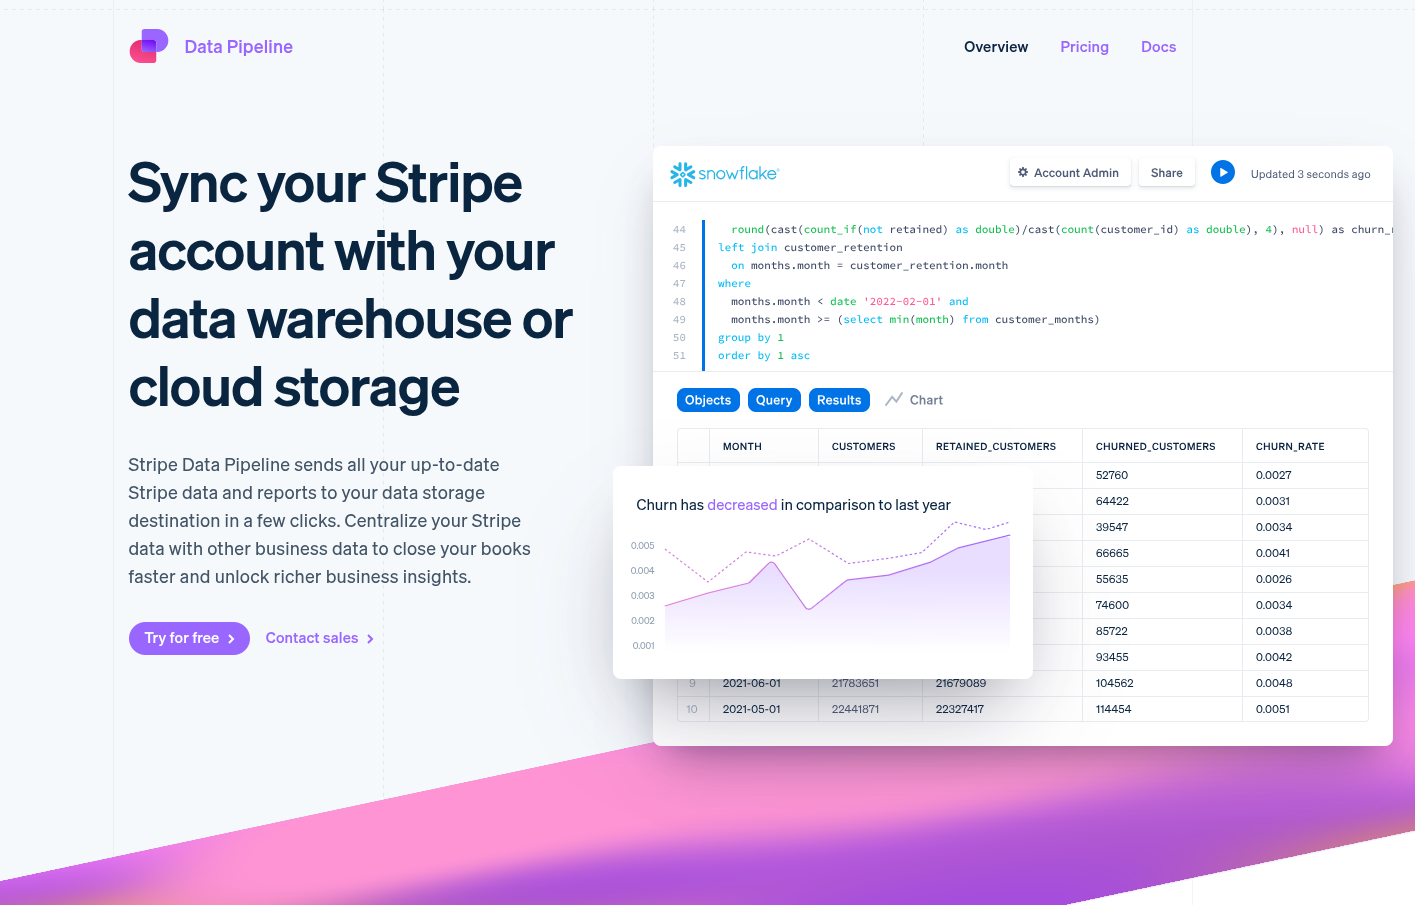 Data Pipeline
Overview Pricing Docs
Sync your Stripe
account with your
data warehouse or
cloud storage
Stripe Data Pipeline sends all your up-to-date
Stripe data and reports to your data storage
destination in a few clicks. Centralize your Stripe
data with other business data to close your books
faster and unlock richer business insights.
Try for free
Contact sales
snowflake
Account Admin Share Updated 3 seconds ago
44 round(cast(count_if(not retained) as double)/cast(count(customer_id) as double), 4), null) as churn_r
45 left join customer_retention
46 on months.month = customer_retention.month
47 where
48 months.month < date '2022-02-01' and
49 months.month >= (select min(month) from customer_months)
50 group by 1
51 order by 1 asc
Objects Query Results Chart
MONTH CUSTOMERS RETAINED_CUSTOMERS CHURNED_CUSTOMERS CHURN_RATE
52760 0.0027
64422 0.0031
39547 0.0034
66665 0.0041
55635 0.0026
74600 0.0034
85722 0.0038
93455 0.0042
9 2021-06-01 21783651 21679089 104562 0.0048
10 2021-05-01 22441871 22327417 114454 0.0051
Churn has decreased in comparison to last year
0.005
0.004
0.003
0.002
0.001